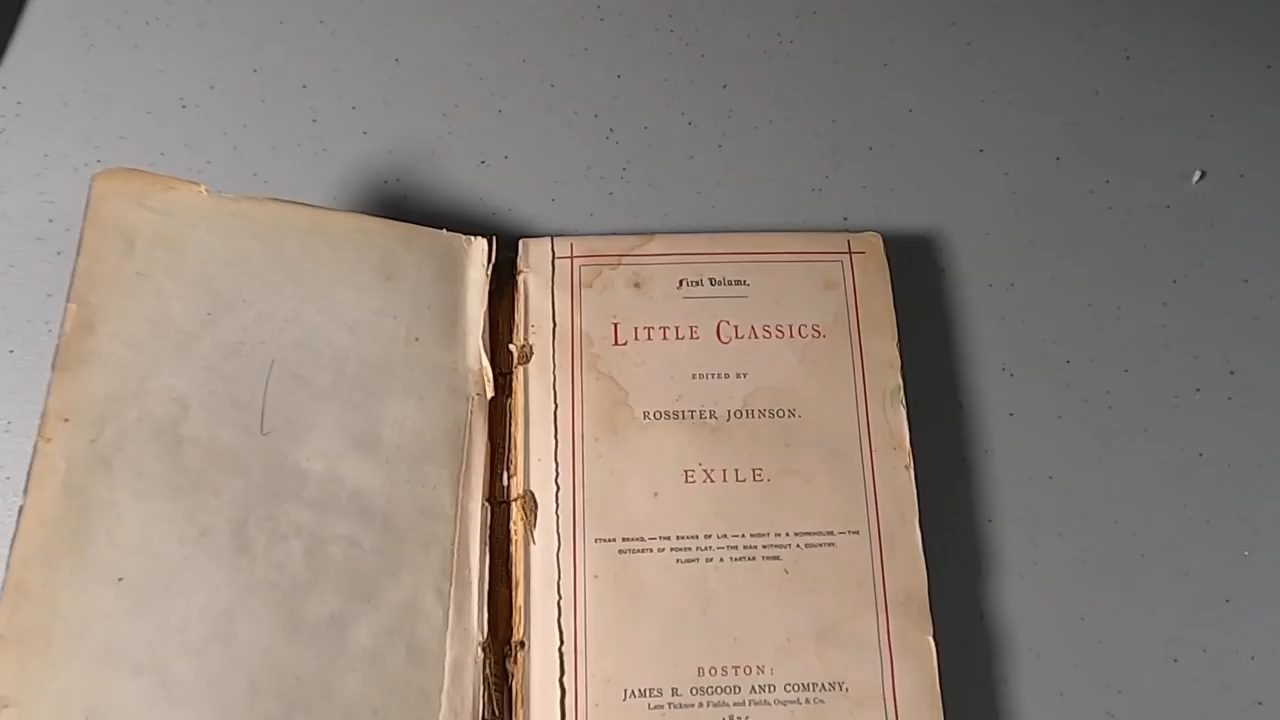 First Volume.
LITTLE CLASSICS.
EDITED BY
ROSSITER JOHNSON.
EXILE.
ETHAN BRAND.—THE SWANS OF LIR.—A NIGHT IN A WORKHOUSE.—THE
OUTCASTS OF POKER FLAT.—THE MAN WITHOUT A COUNTRY.
FLIGHT OF A TARTAR TRIBE.
BOSTON:
JAMES R. OSGOOD AND COMPANY,
Late Ticknor & Fields, and Fields, Osgood, & Co.